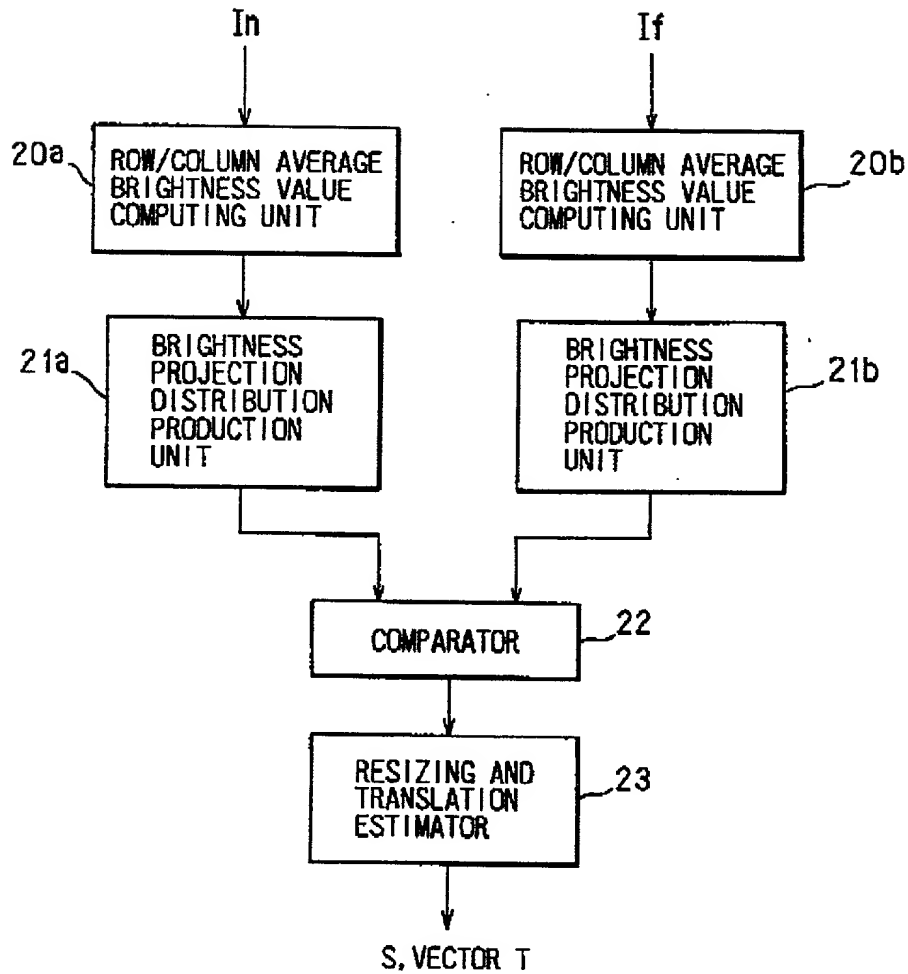 In
If
20a
ROW/COLUMN AVERAGE
BRIGHTNESS VALUE
COMPUTING UNIT
ROW/COLUMN AVERAGE
BRIGHTNESS VALUE
COMPUTING UNIT
20b
21a
BRIGHTNESS
PROJECTION
DISTRIBUTION
PRODUCTION
UNIT
BRIGHTNESS
PROJECTION
DISTRIBUTION
PRODUCTION
UNIT
21b
COMPARATOR
22
RESIZING AND
TRANSLATION
ESTIMATOR
23
S, VECTOR T